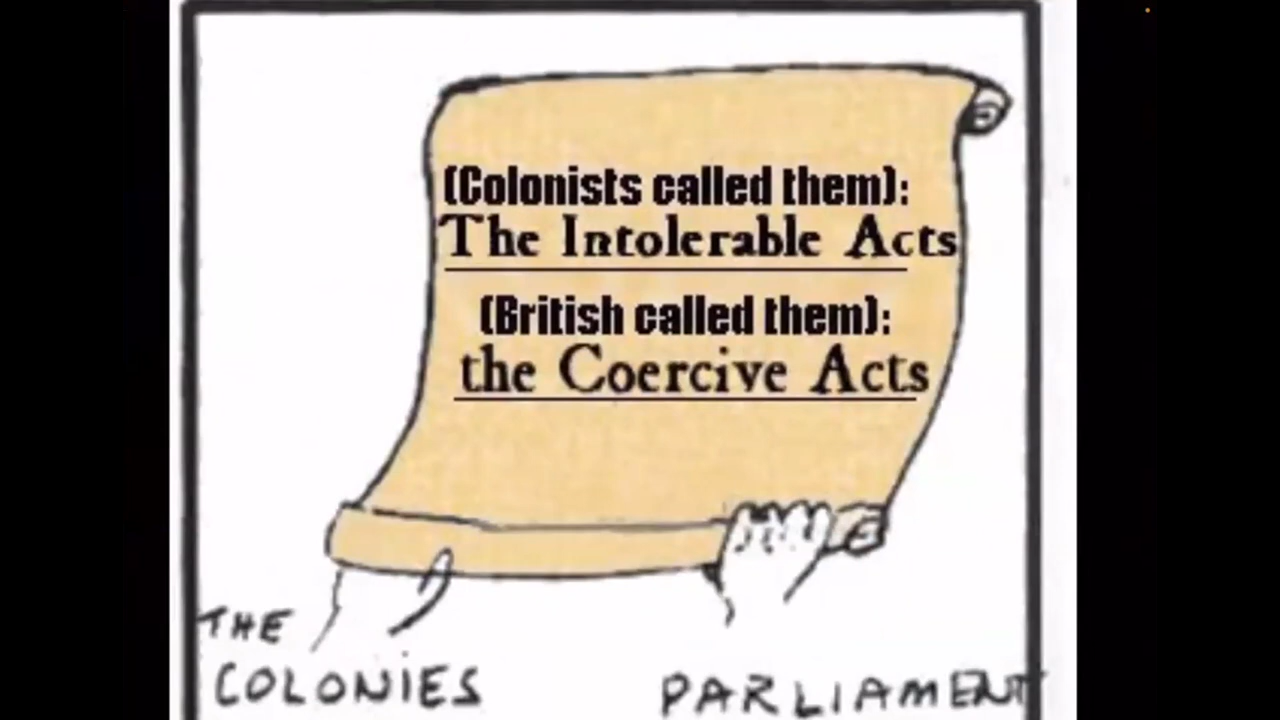 (Colonists called them):
The Intolerable Acts
(British called them):
the Coercive Acts
THE
COLONIES
PARLIAMENT